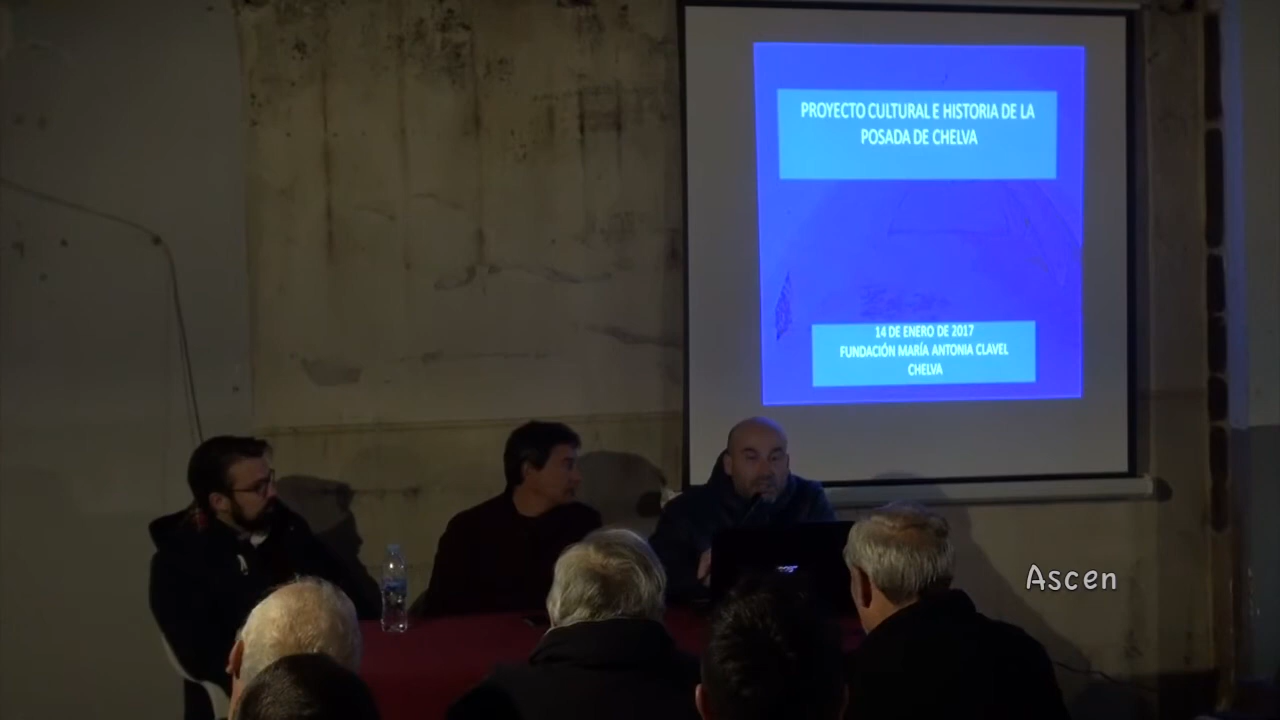 PROYECTO CULTURAL E HISTORIA DE LA
POSADA DE CHELVA
14 DE ENERO DE 2017
FUNDACIÓN MARÍA ANTONIA CLAVEL
CHELVA
Ascen